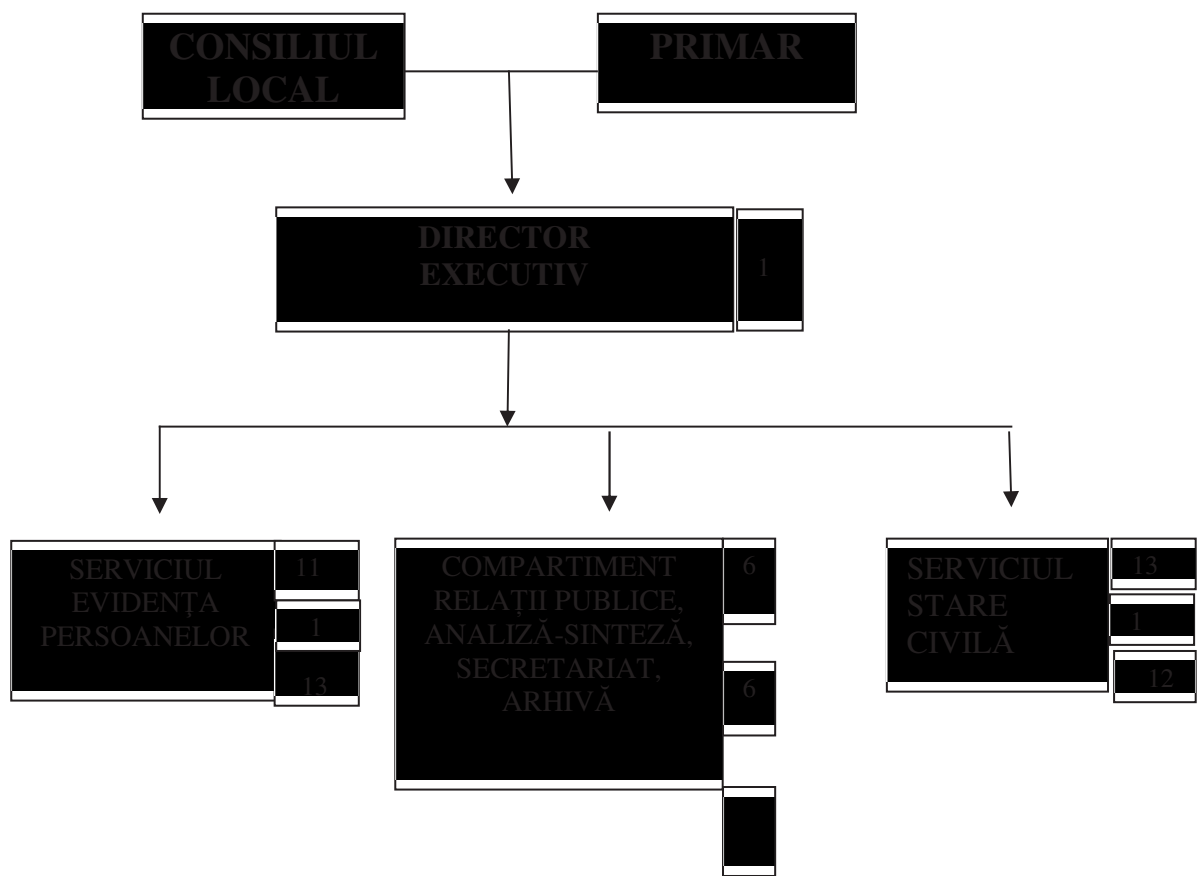 CONSILIUL
LOCAL
PRIMAR
DIRECTOR
EXECUTIV
1
SERVICIUL
EVIDENȚA
PERSOANELOR
11
1
13
COMPARTIMENT
RELAȚII PUBLICE,
ANALIZĂ-SINTEZĂ,
SECRETARIAT,
ARHIVĂ
6
6
SERVICIUL
STARE
CIVILĂ
13
1
12